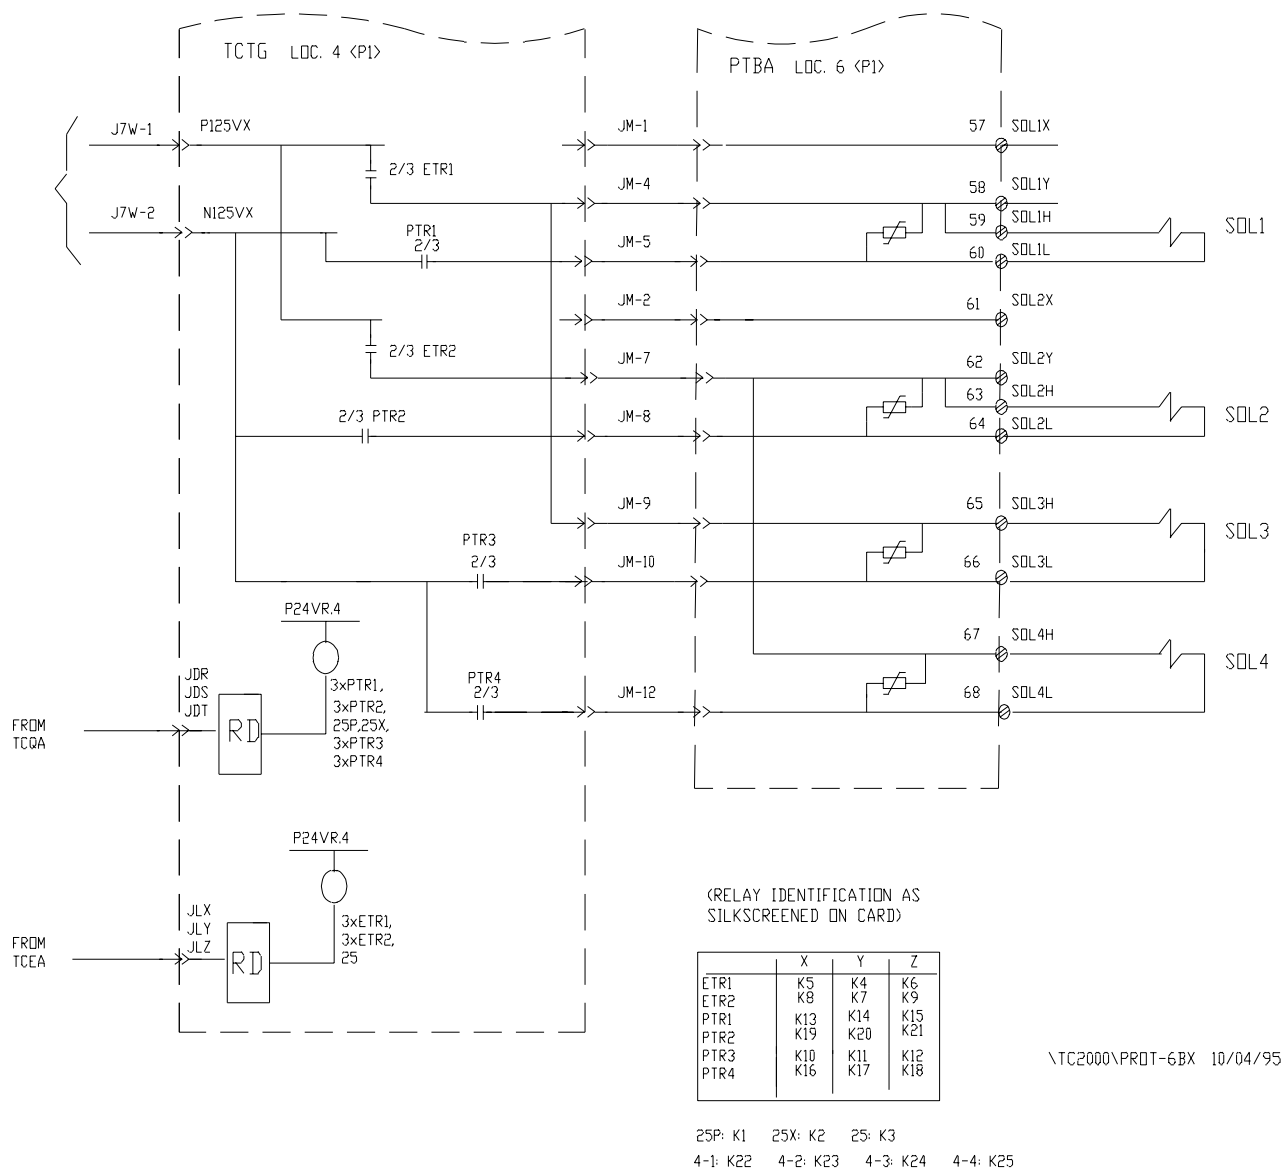 TCTG LOC. 4 <P1>
PTBA LOC. 6 <P1>
J7W-1
P125VX
JM-1
57
SOL1X
2/3 ETR1
JM-4
58
SOL1Y
J7W-2
N125VX
59
SOL1H
SOL1
PTR1
2/3
JM-5
60
SOL1L
JM-2
61
SOL2X
2/3 ETR2
JM-7
62
SOL2Y
63
SOL2H
SOL2
2/3 PTR2
JM-8
64
SOL2L
JM-9
65
SOL3H
SOL3
PTR3
2/3
JM-10
66
SOL3L
P24VR.4
67
SOL4H
SOL4
JDR
JDS
JDT
FROM
TCQA
RD
3xPTR1,
3xPTR2,
25P,25X,
3xPTR3
3xPTR4
PTR4
2/3
JM-12
68
SOL4L
P24VR.4
JLX
JLY
JLZ
FROM
TCEA
RD
3xETR1,
3xETR2,
25
(RELAY IDENTIFICATION AS
SILKSCREENED ON CARD)
X Y Z
ETR1 K5 K4 K6
ETR2 K8 K7 K9
PTR1 K13 K14 K15
PTR2 K19 K20 K21
PTR3 K10 K11 K12
PTR4 K16 K17 K18
\TC2000\PROT-6BX 10/04/95
25P: K1 25X: K2 25: K3
4-1: K22 4-2: K23 4-3: K24 4-4: K25